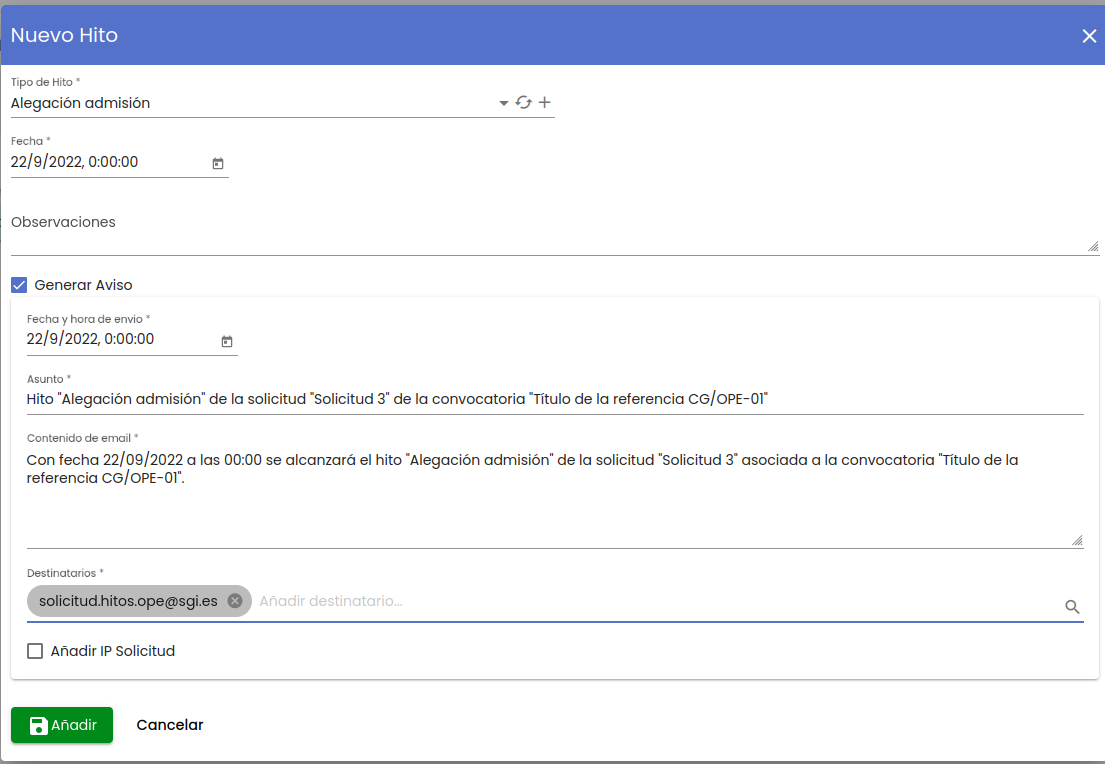 Nuevo Hito
Tipo de Hito *
Alegación admisión
Fecha *
22/9/2022, 0:00:00
Observaciones
Generar Aviso
Fecha y hora de envio *
22/9/2022, 0:00:00
Asunto *
Hito "Alegación admisión" de la solicitud "Solicitud 3" de la convocatoria "Título de la referencia CG/OPE-01"
Contenido de email *
Con fecha 22/09/2022 a las 00:00 se alcanzará el hito "Alegación admisión" de la solicitud "Solicitud 3" asociada a la convocatoria "Título de la
referencia CG/OPE-01".
Destinatarios *
solicitud.hitos.ope@sgi.es Añadir destinatario...
Añadir IP Solicitud
Añadir Cancelar